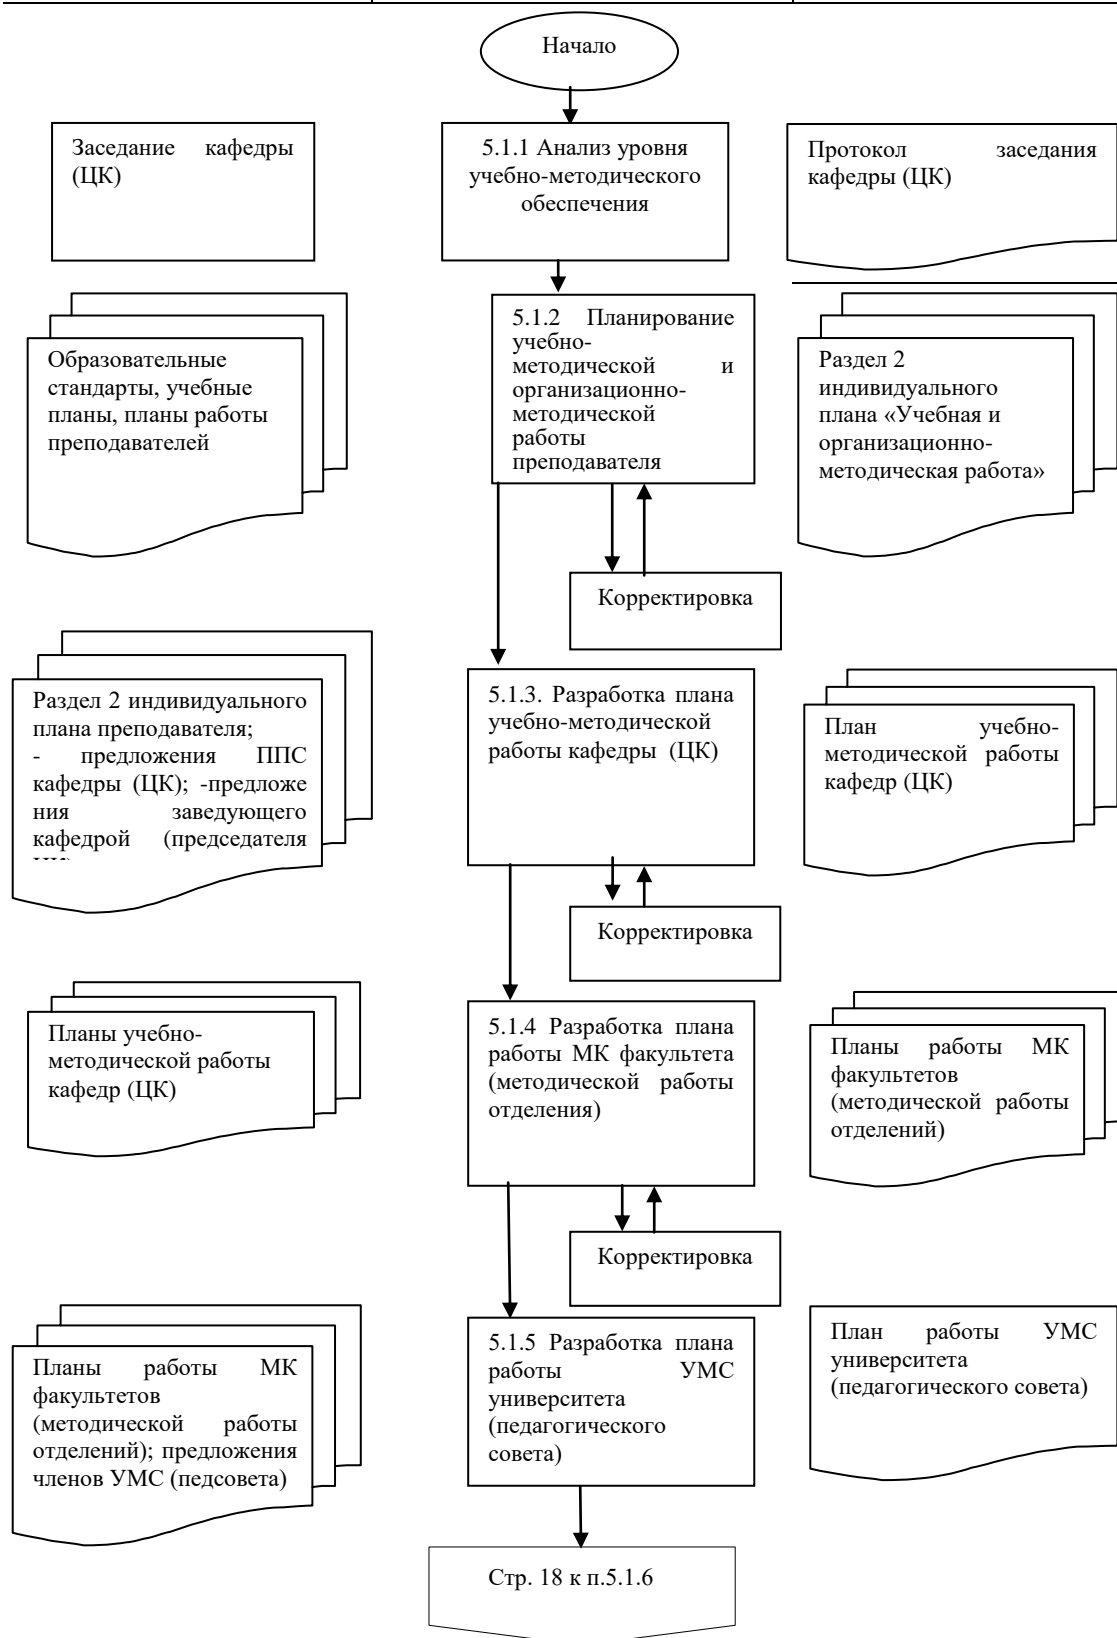 Начало
Заседание кафедры
(ЦК)
5.1.1 Анализ уровня
учебно-методического
обеспечения
Протокол заседания
кафедры (ЦК)
Образовательные
стандарты, учебные
планы, планы работы
преподавателей
5.1.2 Планирование
учебно-
методической и
организационно-
методической
работы
преподавателя
Раздел 2
индивидуального
плана «Учебная и
организационно-
методическая работа»
Корректировка
Раздел 2 индивидуального
плана преподавателя;
- предложения ППС
кафедры (ЦК); -предложе
ния заведующего
кафедрой (председателя
5.1.3. Разработка плана
учебно-методической
работы кафедры (ЦК)
План учебно-
методической работы
кафедр (ЦК)
Корректировка
Планы учебно-
методической работы
кафедр (ЦК)
5.1.4 Разработка плана
работы МК факультета
(методической работы
отделения)
Планы работы МК
факультетов
(методической работы
отделений)
Корректировка
Планы работы МК
факультетов
(методической работы
отделений); предложения
членов УМС (педсовета)
5.1.5 Разработка плана
работы УМС
университета
(педагогического
совета)
План работы УМС
университета
(педагогического совета)
Стр. 18 к п.5.1.6